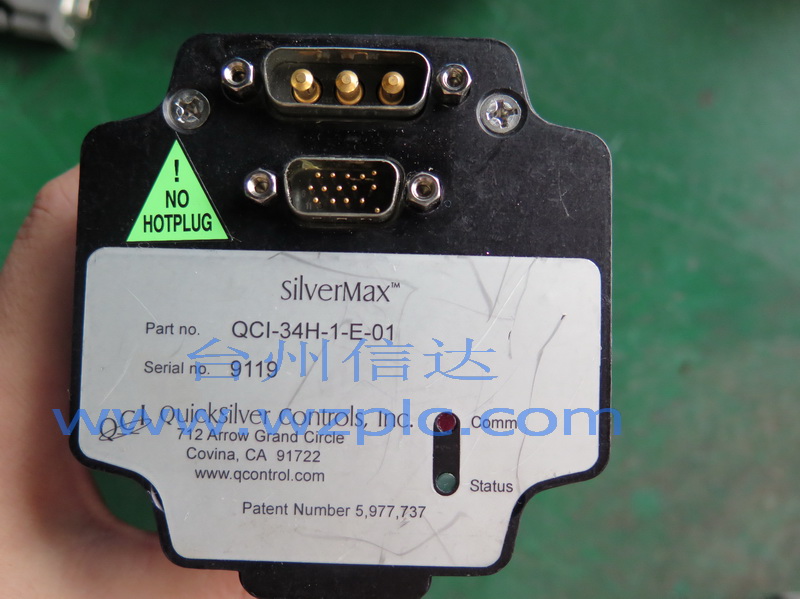 !
NO
HOTPLUG
SilverMax™
Part no. QCI-34H-1-E-01
台州信达
Serial no. 9119
QCI QuickSilver Controls, Inc.
www.wzplc.com
Comm
712 Arrow Grand Circle
Covina, CA 91722
www.qcontrol.com
Status
Patent Number 5,977,737